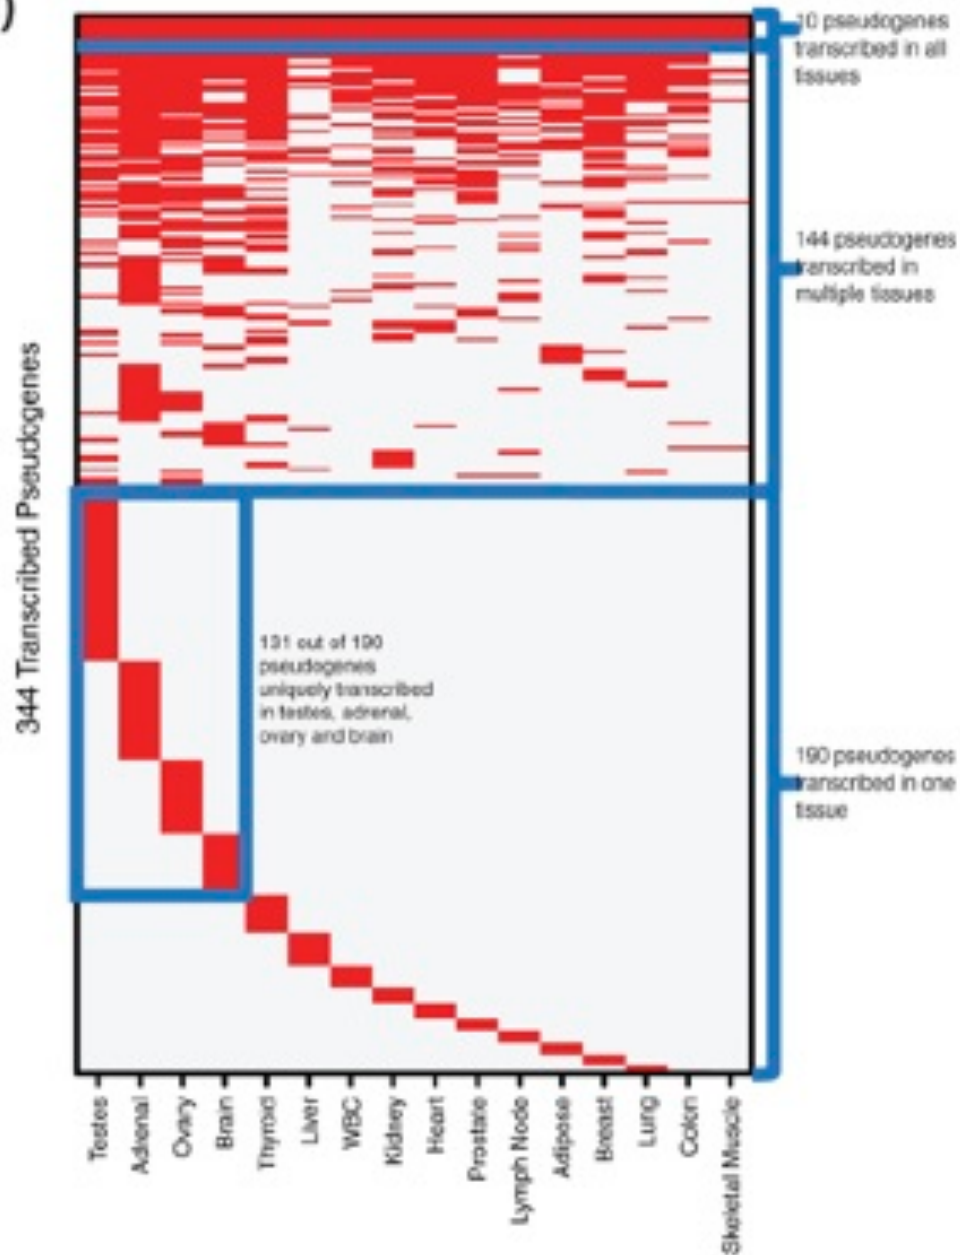 )
10 pseudogenes
transcribed in all
tissues
144 pseudogenes
transcribed in
multiple tissues
344 Transcribed Pseudogenes
131 out of 190
pseudogenes
uniquely transcribed
in testes, adrenal,
ovary and brain
190 pseudogenes
transcribed in one
tissue
Testes
Adrenal
Ovary
Brain
Thyroid
Liver
WBC
Kidney
Heart
Prostate
Lymph Node
Adipose
Breast
Lung
Colon
Skeletal Muscle